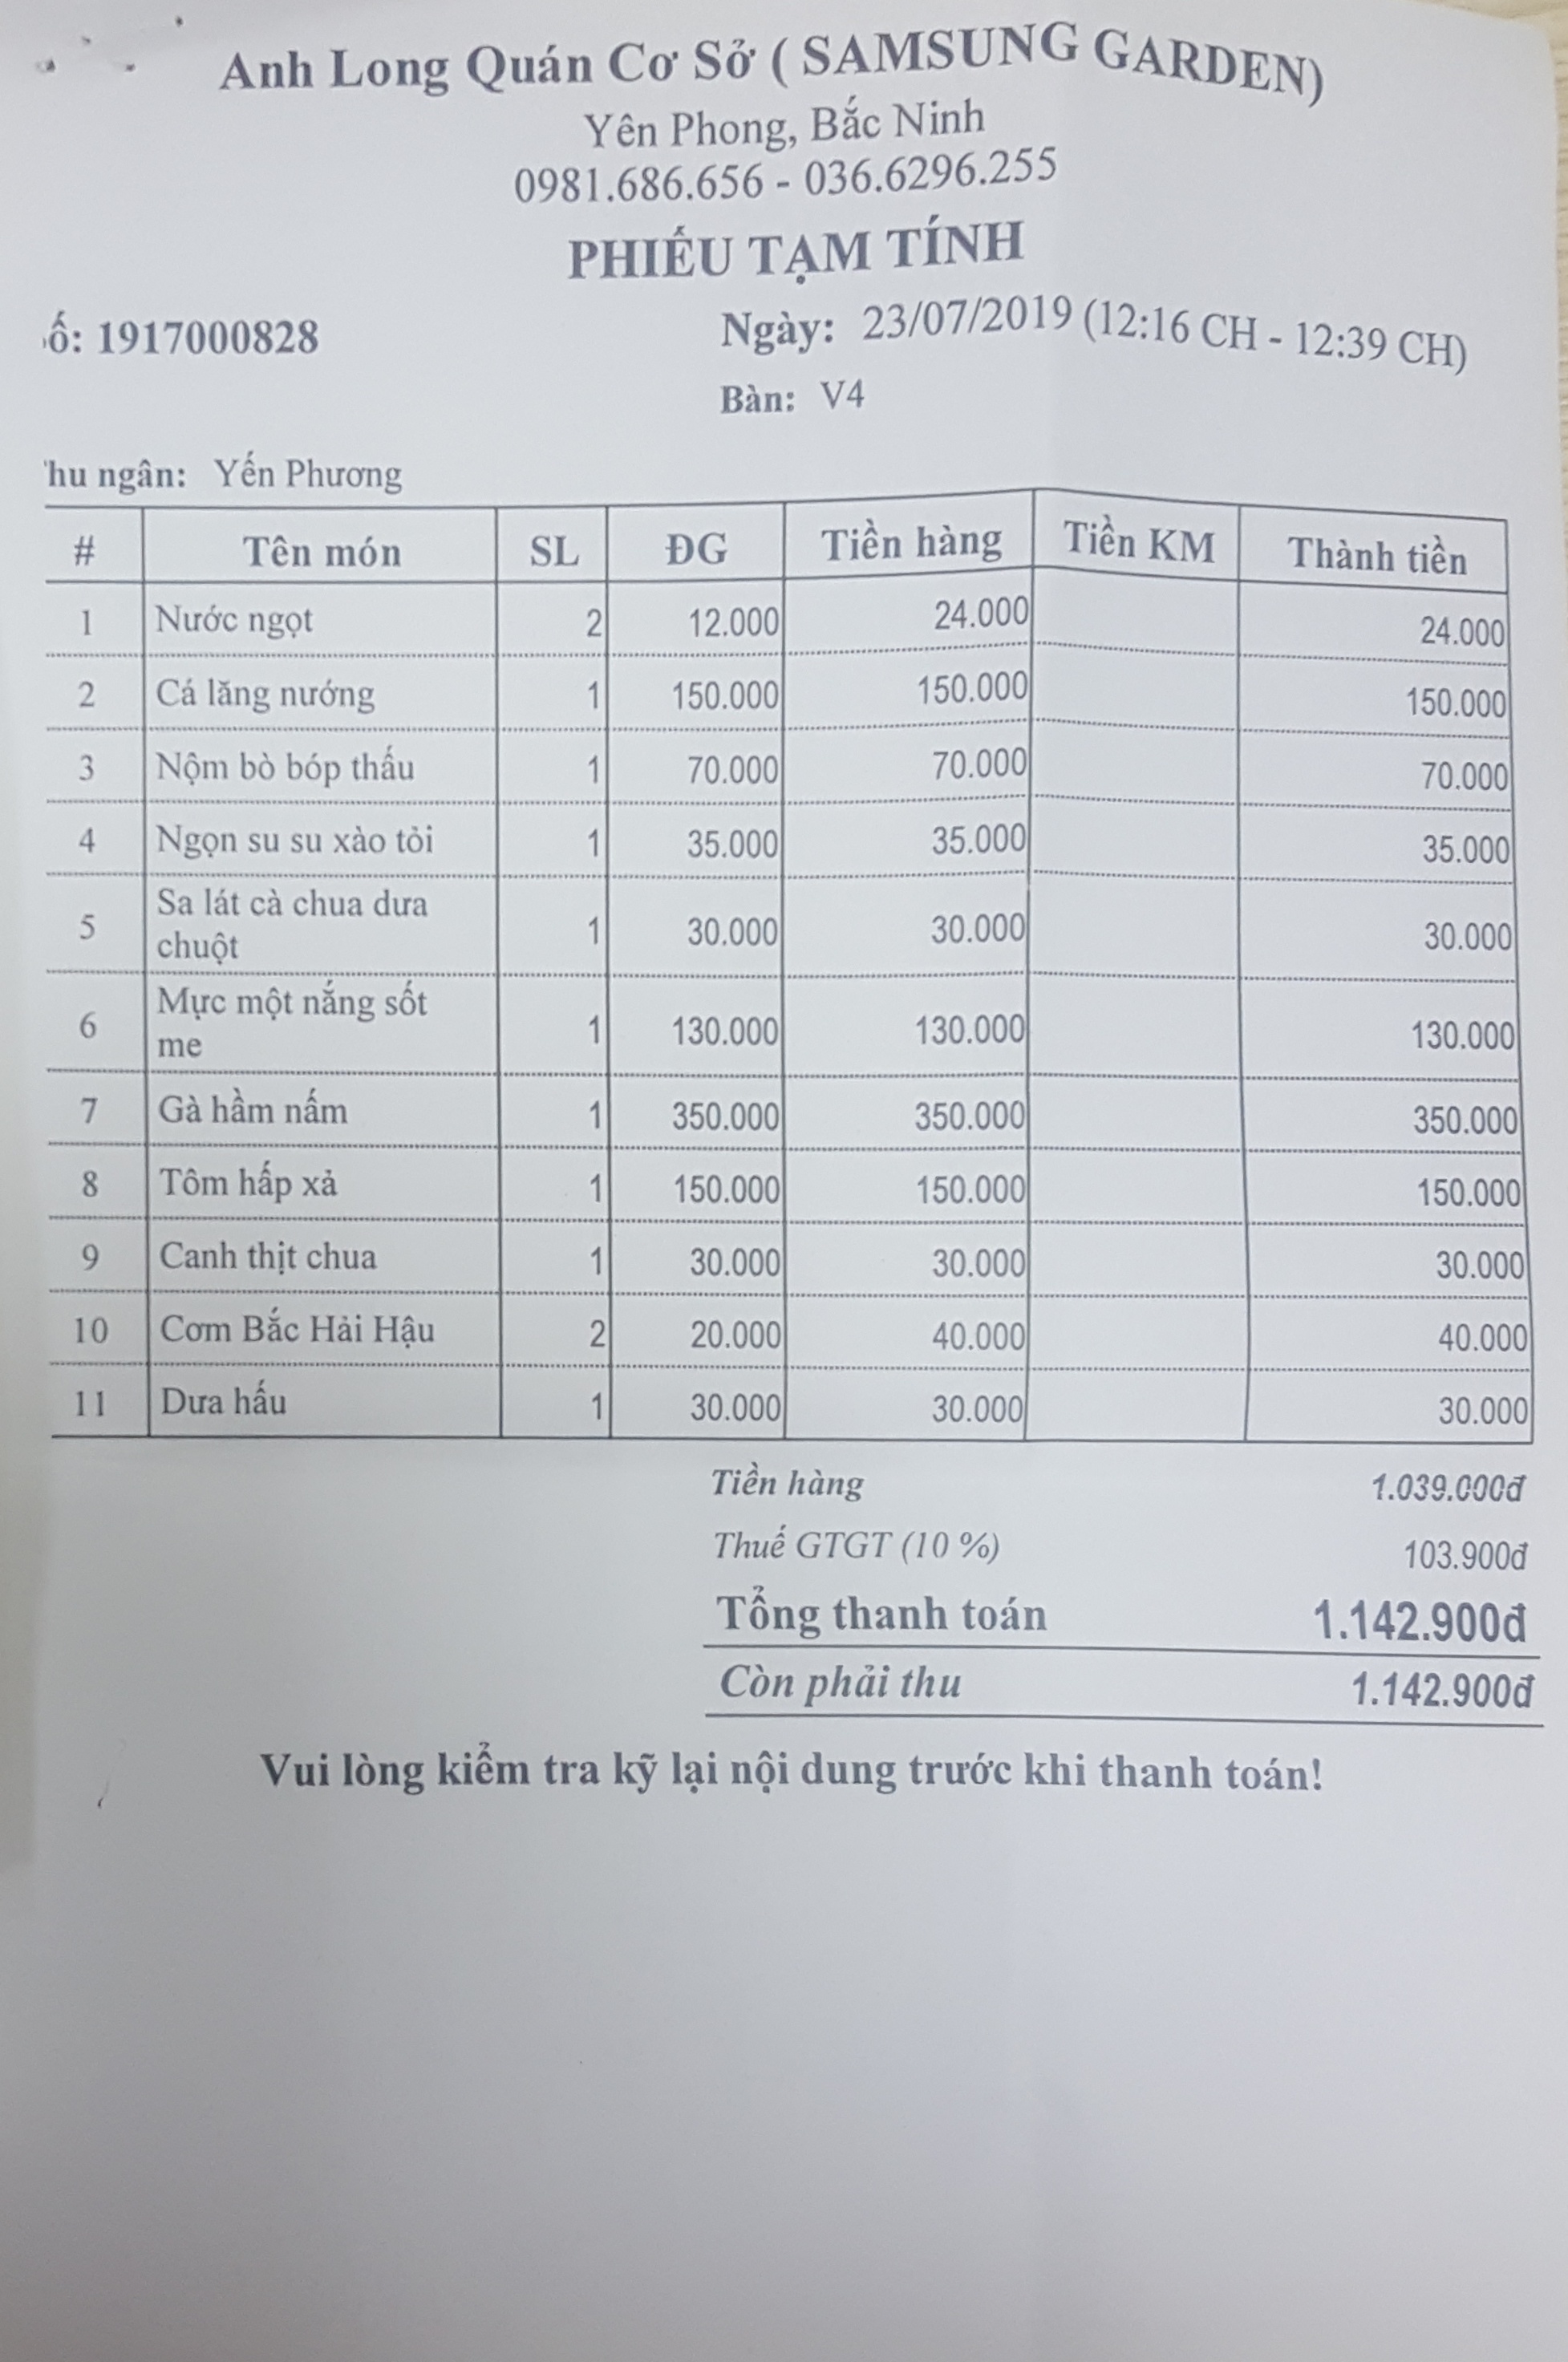 Anh Long Quán Cơ Sở ( SAMSUNG GARDEN)
Yên Phong, Bắc Ninh
0981.686.656 - 036.6296.255
PHIẾU TẠM TÍNH
ố: 1917000828 Ngày: 23/07/2019 (12:16 CH - 12:39 CH)
Bàn: V4
hu ngân: Yến Phương
# Tên món SL ĐG Tiền hàng Tiền KM Thành tiền
1 Nước ngọt 2 12.000 24.000 24.000
2 Cá lăng nướng 1 150.000 150.000 150.000
3 Nộm bò bóp thấu 1 70.000 70.000 70.000
4 Ngọn su su xào tỏi 1 35.000 35.000 35.000
5 Sa lát cà chua dưa 1 30.000 30.000 30.000
chuột
6 Mực một nắng sốt 1 130.000 130.000 130.000
me
7 Gà hầm nấm 1 350.000 350.000 350.000
8 Tôm hấp xả 1 150.000 150.000 150.000
9 Canh thịt chua 1 30.000 30.000 30.000
10 Cơm Bắc Hải Hậu 2 20.000 40.000 40.000
11 Dưa hấu 1 30.000 30.000 30.000
Tiền hàng 1.039.000đ
Thuế GTGT (10 %) 103.900đ
Tổng thanh toán 1.142.900đ
Còn phải thu 1.142.900đ
Vui lòng kiểm tra kỹ lại nội dung trước khi thanh toán!